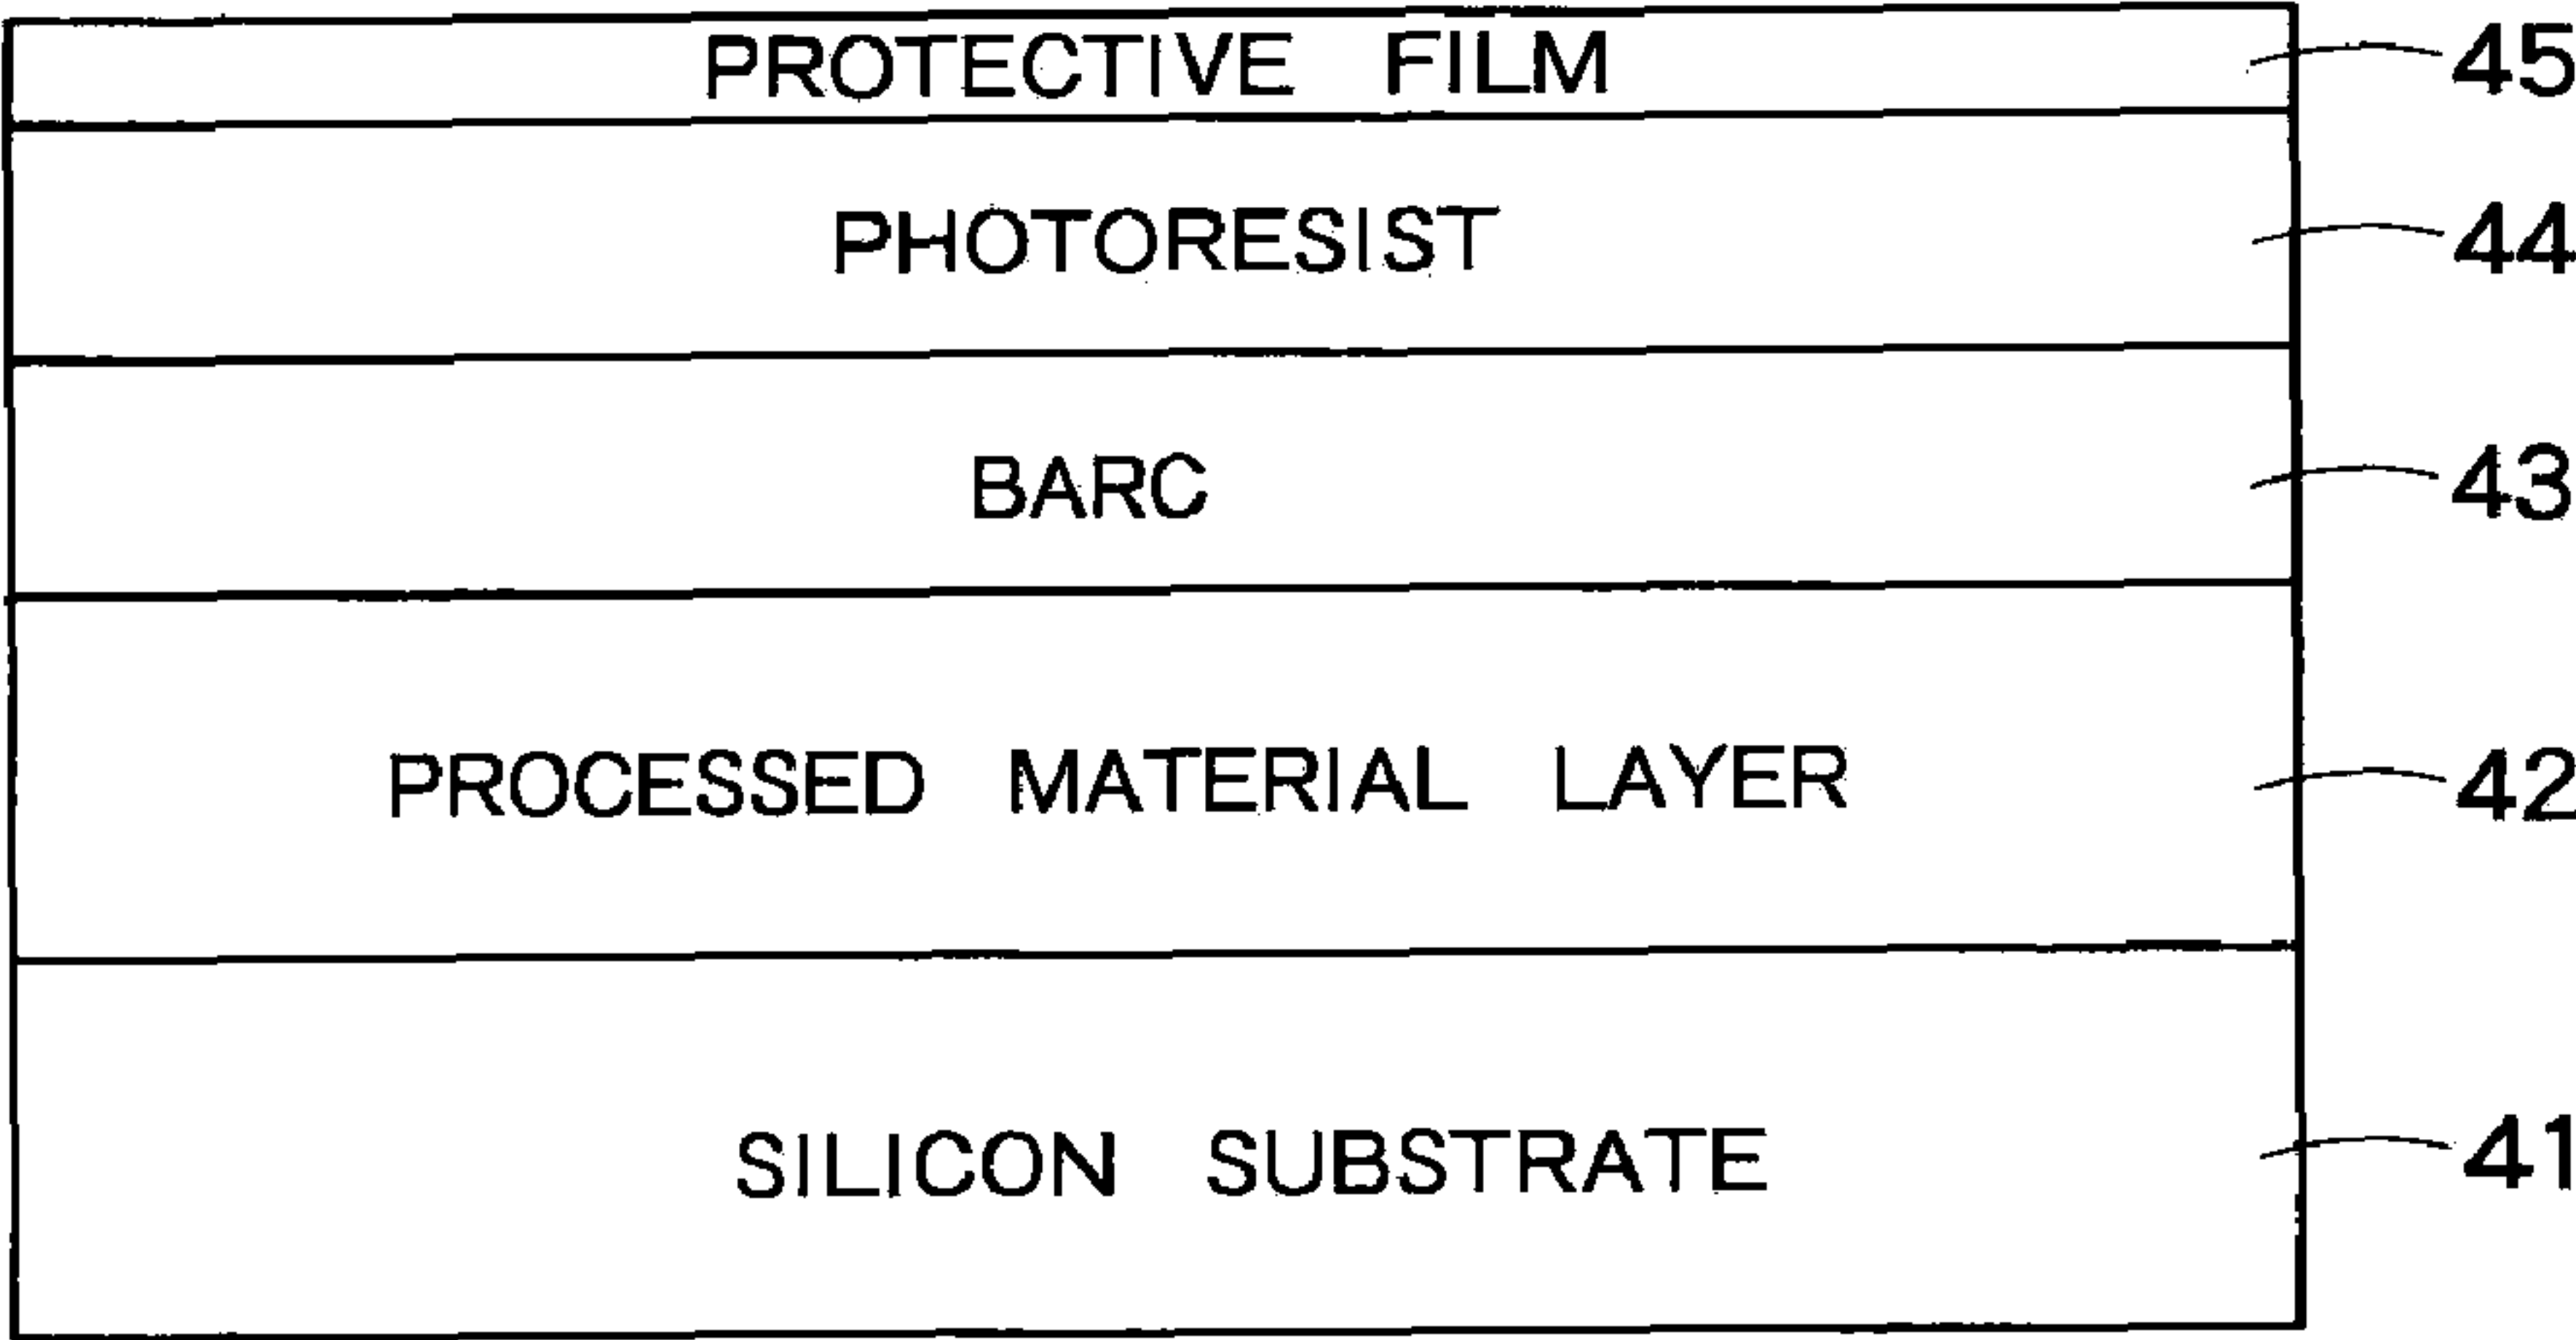 PROTECTIVE FILM 45
PHOTORESIST 44
BARC 43
PROCESSED MATERIAL LAYER 42
SILICON SUBSTRATE 41